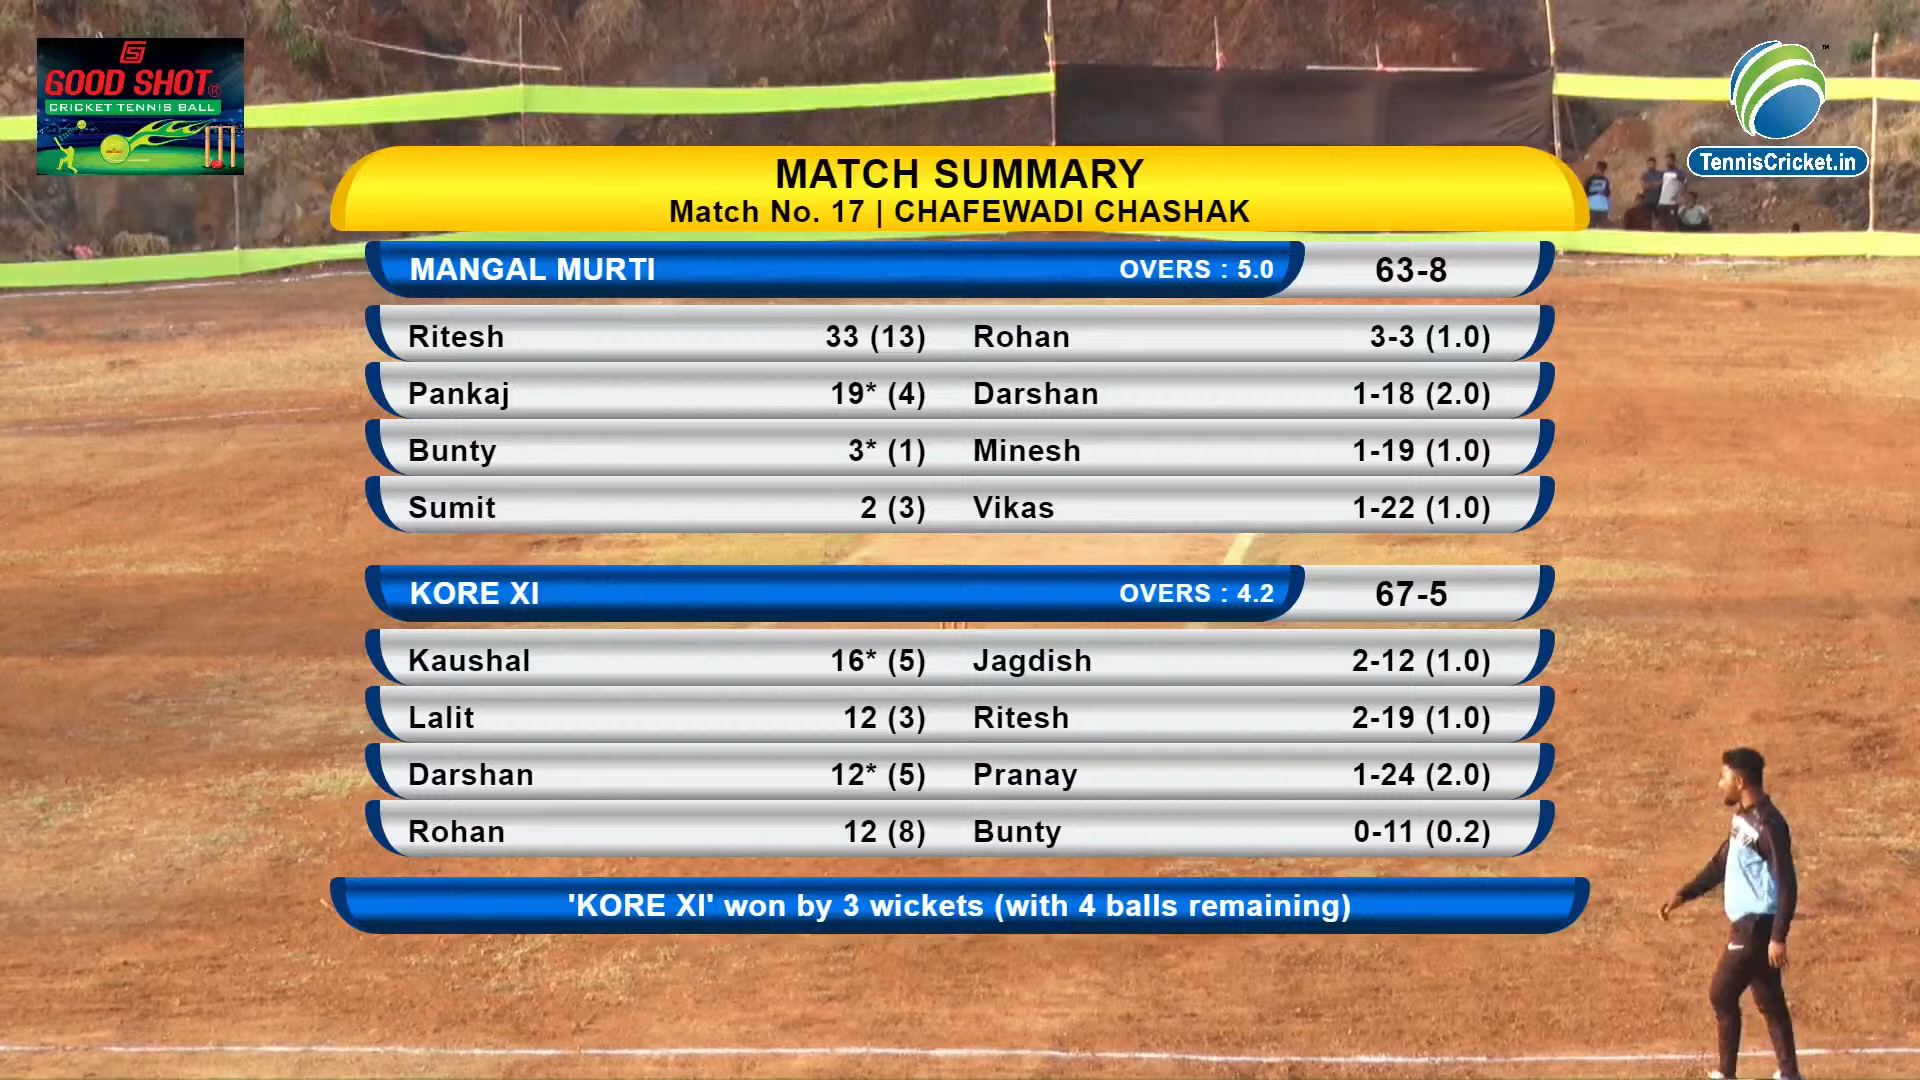 GOOD SHOT®
CRICKET TENNIS BALL
TM
TennisCricket.in
MATCH SUMMARY
Match No. 17 | CHAFEWADI CHASHAK
MANGAL MURTI OVERS : 5.0 63-8
Ritesh 33 (13) Rohan 3-3 (1.0)
Pankaj 19* (4) Darshan 1-18 (2.0)
Bunty 3* (1) Minesh 1-19 (1.0)
Sumit 2 (3) Vikas 1-22 (1.0)
KORE XI OVERS : 4.2 67-5
Kaushal 16* (5) Jagdish 2-12 (1.0)
Lalit 12 (3) Ritesh 2-19 (1.0)
Darshan 12* (5) Pranay 1-24 (2.0)
Rohan 12 (8) Bunty 0-11 (0.2)
'KORE XI' won by 3 wickets (with 4 balls remaining)